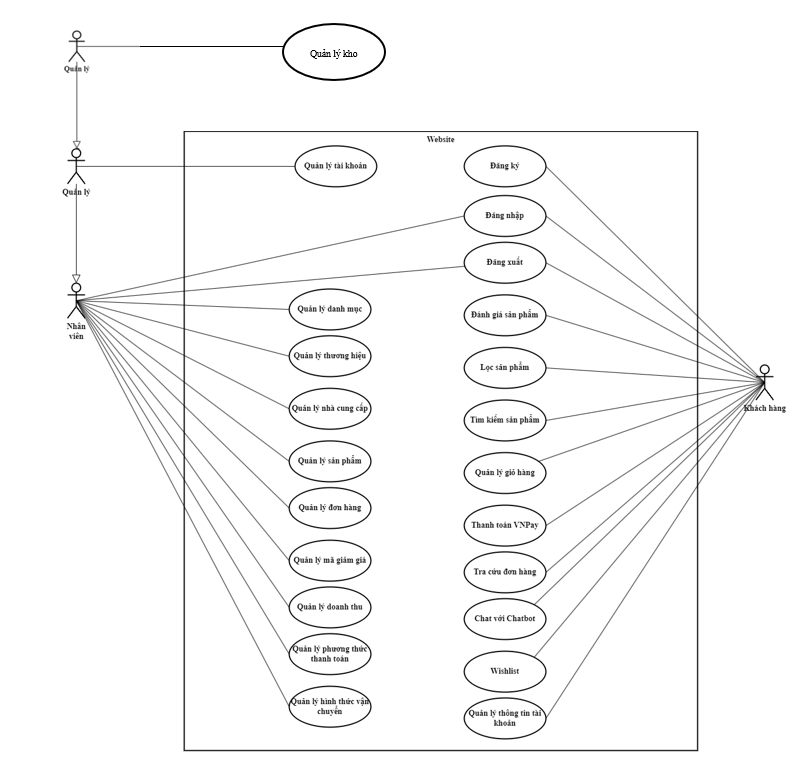 Quản lý kho
Quản lý
Website
Quản lý tài khoản
Đăng ký
Quản lý
Đăng nhập
Đăng xuất
Quản lý danh mục
Đánh giá sản phẩm
Nhân
viên
Quản lý thương hiệu
Lọc sản phẩm
Quản lý nhà cung cấp
Khách hàng
Tìm kiếm sản phẩm
Quản lý sản phẩm
Quản lý giỏ hàng
Quản lý đơn hàng
Thanh toán VNPay
Quản lý mã giảm giá
Tra cứu đơn hàng
Quản lý doanh thu
Chat với Chatbot
Quản lý phương thức
thanh toán
Wishlist
Quản lý hình thức vận
chuyển
Quản lý thông tin tài
khoản